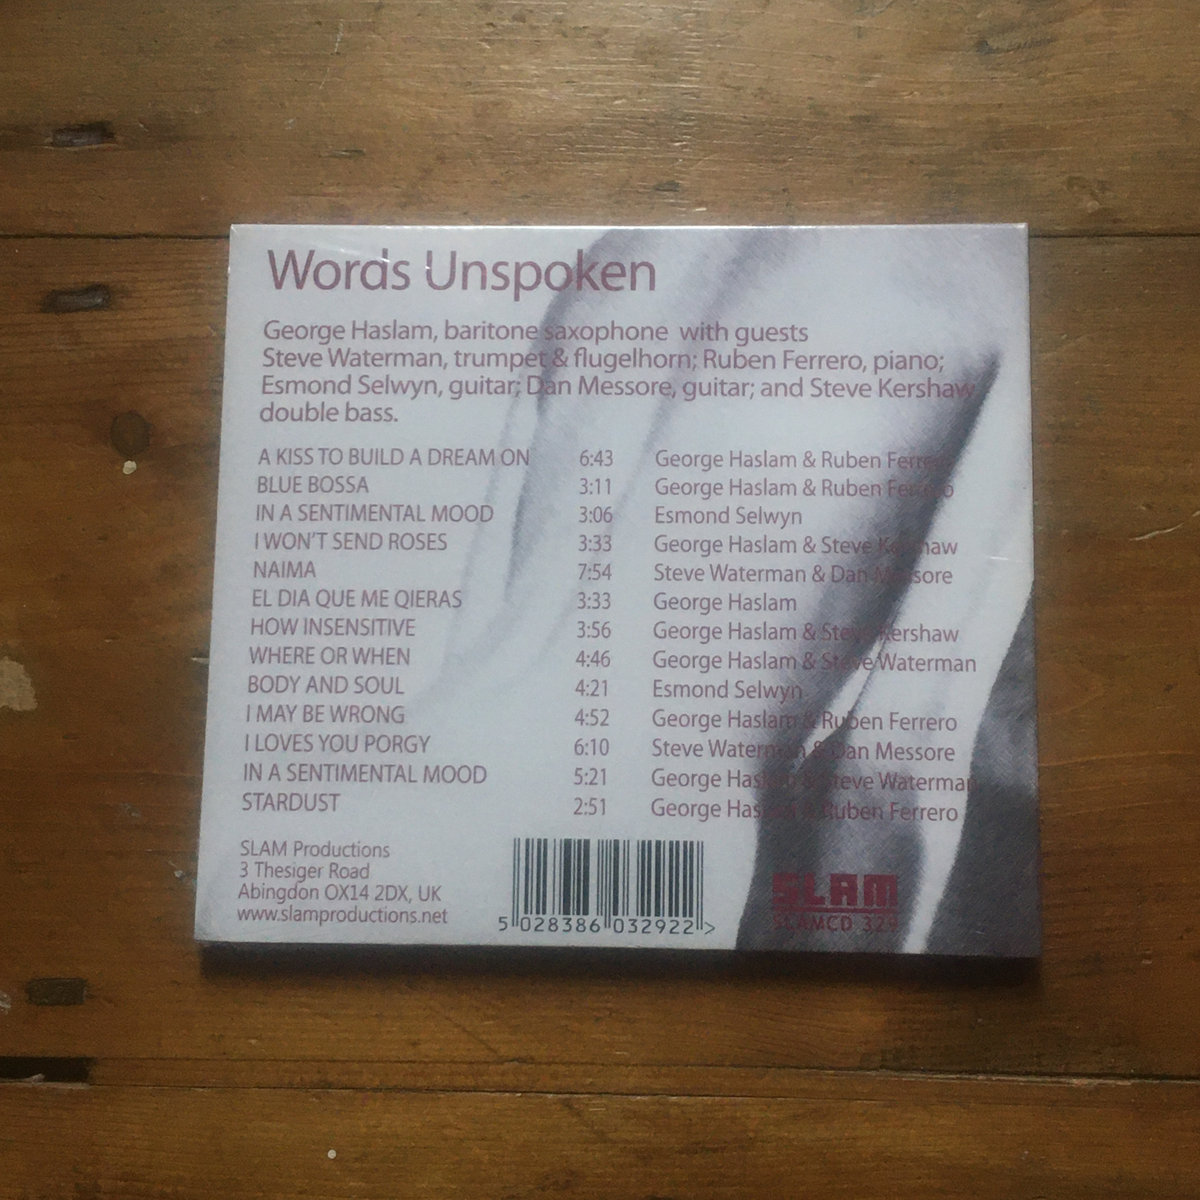 Words Unspoken
George Haslam, baritone saxophone with guests
Steve Waterman, trumpet & flugelhorn; Ruben Ferrero, piano;
Esmond Selwyn, guitar; Dan Messore, guitar; and Steve Kershaw
double bass.
A KISS TO BUILD A DREAM ON 6:43 George Haslam & Ruben Ferrero
BLUE BOSSA 3:11 George Haslam & Ruben Ferrero
IN A SENTIMENTAL MOOD 3:06 Esmond Selwyn
I WON'T SEND ROSES 3:33 George Haslam & Steve Kershaw
NAIMA 7:54 Steve Waterman & Dan Messore
EL DIA QUE ME QIERAS 3:33 George Haslam
HOW INSENSITIVE 3:56 George Haslam & Steve Kershaw
WHERE OR WHEN 4:46 George Haslam & Steve Waterman
BODY AND SOUL 4:21 Esmond Selwyn
I MAY BE WRONG 4:52 George Haslam & Ruben Ferrero
I LOVES YOU PORGY 6:10 Steve Waterman & Dan Messore
IN A SENTIMENTAL MOOD 5:21 George Haslam & Steve Waterman
STARDUST 2:51 George Haslam & Ruben Ferrero
SLAM Productions
3 Thesiger Road
Abingdon OX14 2DX, UK
www.slamproductions.net
5 028386 032922 >
SLAM
SLAMCD 329